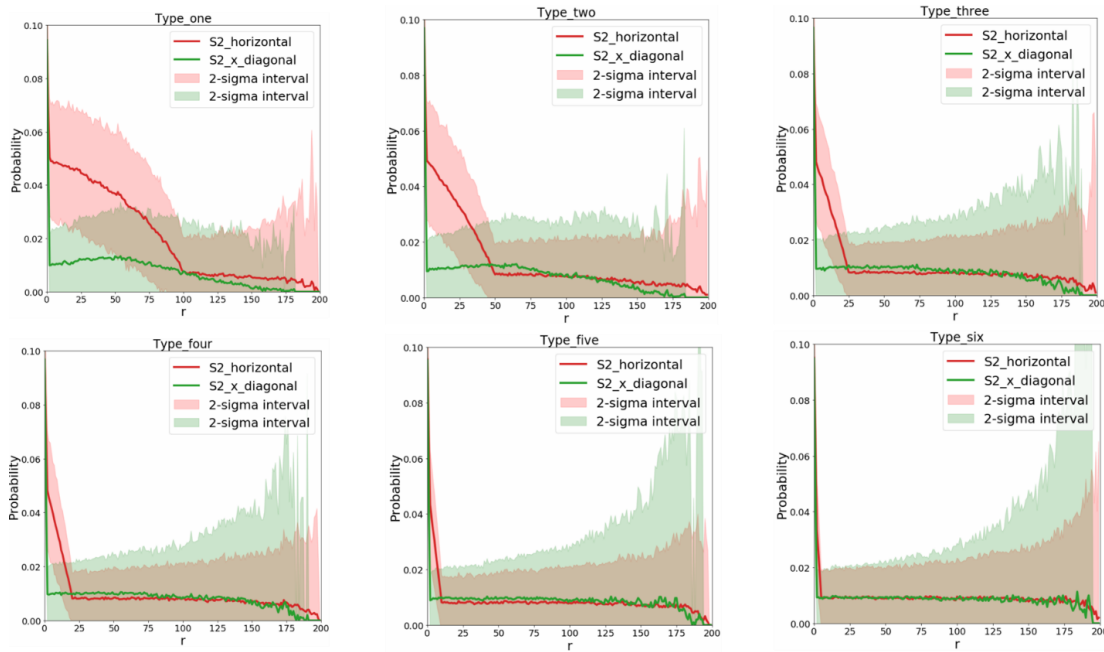 Type_one
0.10
0.08
0.06
0.04
0.02
0.00
Probability
S2_horizontal
S2_x_diagonal
2-sigma interval
2-sigma interval
0 25 50 75 100 125 150 175 200
r
Type_two
0.10
0.08
0.06
0.04
0.02
0.00
Probability
S2_horizontal
S2_x_diagonal
2-sigma interval
2-sigma interval
0 25 50 75 100 125 150 175 200
r
Type_three
0.10
0.08
0.06
0.04
0.02
0.00
Probability
S2_horizontal
S2_x_diagonal
2-sigma interval
2-sigma interval
0 25 50 75 100 125 150 175 200
r
Type_four
0.10
0.08
0.06
0.04
0.02
0.00
Probability
S2_horizontal
S2_x_diagonal
2-sigma interval
2-sigma interval
0 25 50 75 100 125 150 175 200
r
Type_five
0.10
0.08
0.06
0.04
0.02
0.00
Probability
S2_horizontal
S2_x_diagonal
2-sigma interval
2-sigma interval
0 25 50 75 100 125 150 175 200
r
Type_six
0.10
0.08
0.06
0.04
0.02
0.00
Probability
S2_horizontal
S2_x_diagonal
2-sigma interval
2-sigma interval
0 25 50 75 100 125 150 175 200
r